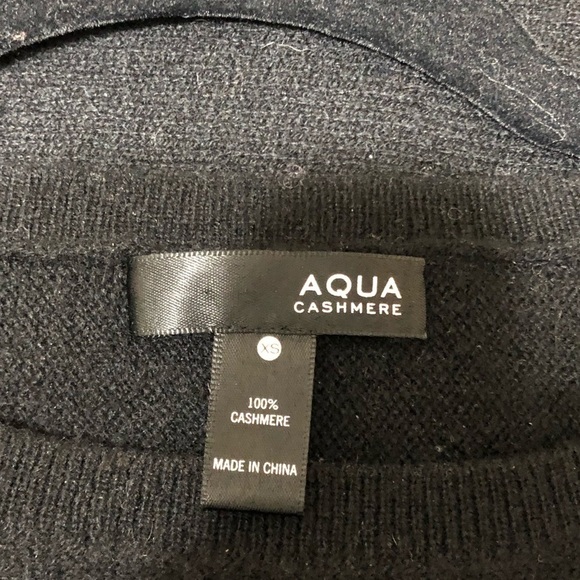 AQUA
CASHMERE
XS
100%
CASHMERE
MADE IN CHINA